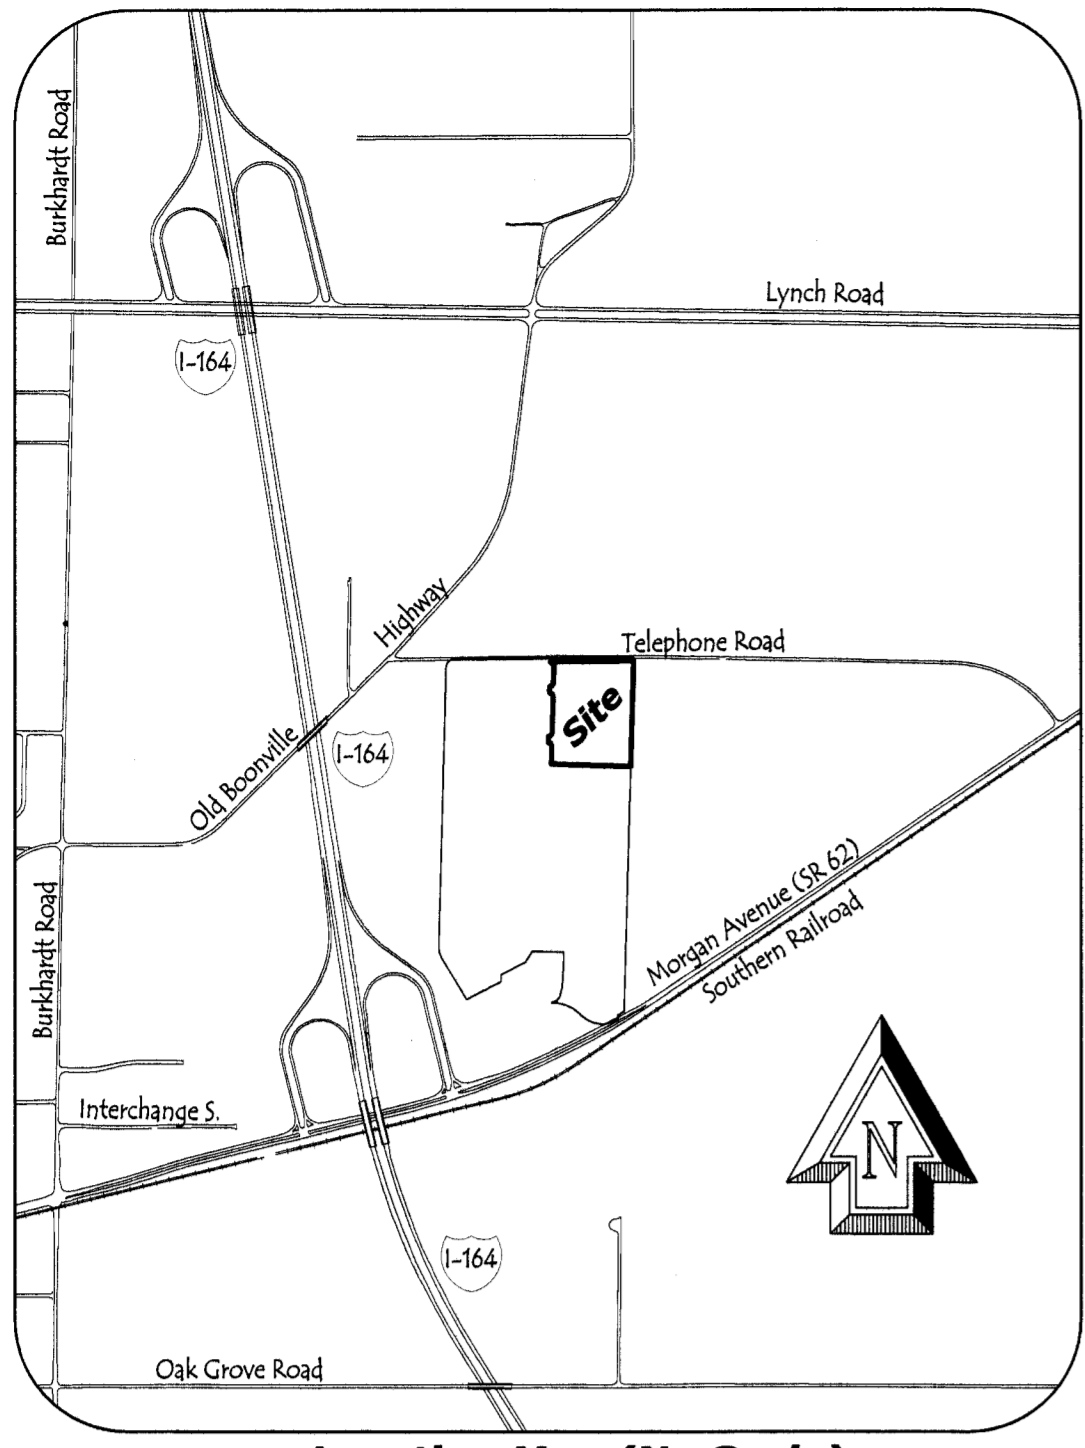 Burkhardt Road
Lynch Road
I-164
Highway
Telephone Road
Site
Old Boonville
I-164
Morgan Avenue (SR 62)
Southern Railroad
Burkhardt Road
Interchange S.
N
I-164
Oak Grove Road